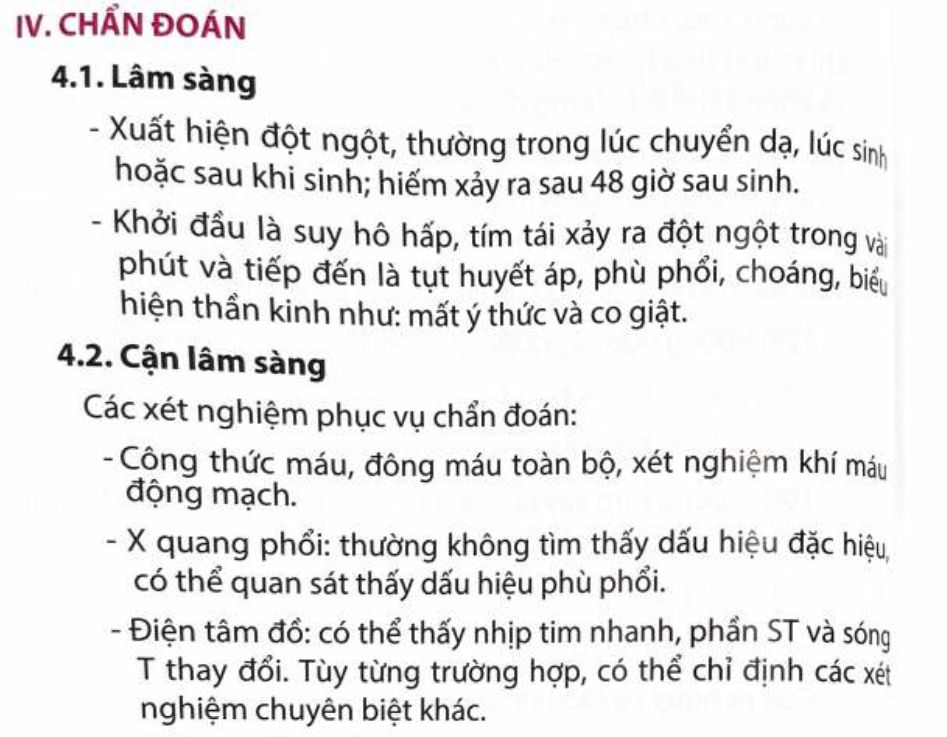 IV. CHẨN ĐOÁN
4.1. Lâm sàng
- Xuất hiện đột ngột, thường trong lúc chuyển dạ, lúc sinh
hoặc sau khi sinh; hiếm xảy ra sau 48 giờ sau sinh.
- Khởi đầu là suy hô hấp, tím tái xảy ra đột ngột trong vài
phút và tiếp đến là tụt huyết áp, phù phổi, choáng, biểu
hiện thần kinh như: mất ý thức và co giật.
4.2. Cận lâm sàng
Các xét nghiệm phục vụ chẩn đoán:
- Công thức máu, đông máu toàn bộ, xét nghiệm khí máu
động mạch.
- X quang phổi: thường không tìm thấy dấu hiệu đặc hiệu,
có thể quan sát thấy dấu hiệu phù phổi.
- Điện tâm đồ: có thể thấy nhịp tim nhanh, phần ST và sóng
T thay đổi. Tùy từng trường hợp, có thể chỉ định các xét
nghiệm chuyên biệt khác.